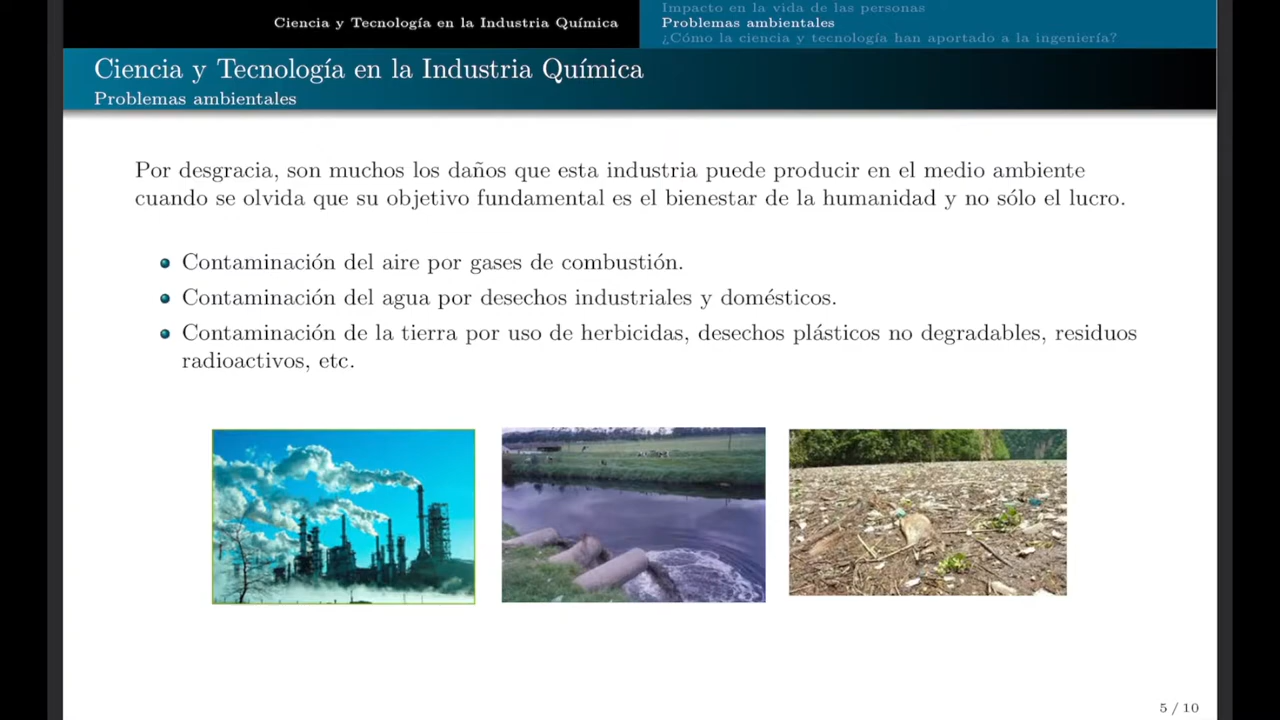 Ciencia y Tecnología en la Industria Química
Impacto en la vida de las personas
Problemas ambientales
¿Cómo la ciencia y tecnología han aportado a la ingeniería?
Ciencia y Tecnología en la Industria Química
Problemas ambientales
Por desgracia, son muchos los daños que esta industria puede producir en el medio ambiente
cuando se olvida que su objetivo fundamental es el bienestar de la humanidad y no sólo el lucro.
Contaminación del aire por gases de combustión.
Contaminación del agua por desechos industriales y domésticos.
Contaminación de la tierra por uso de herbicidas, desechos plásticos no degradables, residuos
radioactivos, etc.
5 / 10